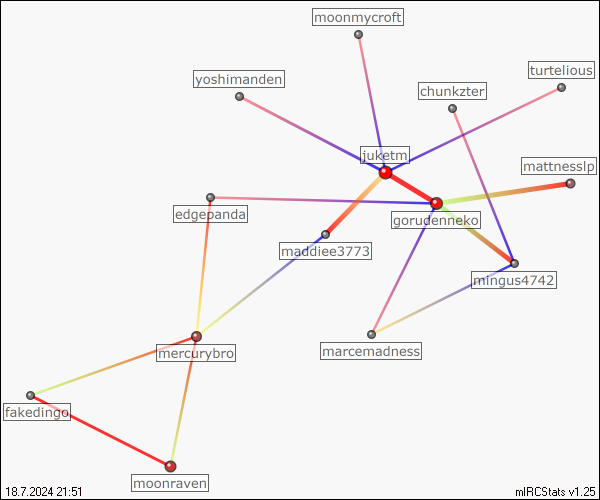 moonmycroft
turtelious
yoshimanden
chunkzter
juketm
mattnesslp
edgepanda
gorudenneko
maddiee3773
mingus4742
marcemadness
mercurybro
fakedingo
moonraven
18.7.2024 21:51
mIRCStats v1.25